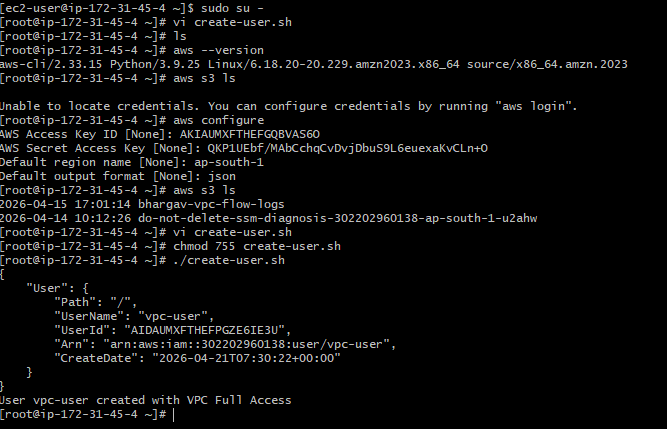 [ec2-user@ip-172-31-45-4 ~]$ sudo su -
[root@ip-172-31-45-4 ~]# vi create-user.sh
[root@ip-172-31-45-4 ~]# ls
[root@ip-172-31-45-4 ~]# aws --version
aws-cli/2.33.15 Python/3.9.25 Linux/6.18.20-20.229.amzn2023.x86_64 source/x86_64.amzn.2023
[root@ip-172-31-45-4 ~]# aws s3 ls
Unable to locate credentials. You can configure credentials by running "aws login".
[root@ip-172-31-45-4 ~]# aws configure
AWS Access Key ID [None]: AKIAUMXFTHEFGQBVAS6O
AWS Secret Access Key [None]: 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
Default region name [None]: ap-south-1
Default output format [None]: json
[root@ip-172-31-45-4 ~]# aws s3 ls
2026-04-15 17:01:14 bhargav-vpc-flow-logs
2026-04-14 10:12:26 do-not-delete-ssm-diagnosis-302202960138-ap-south-1-u2ahw
[root@ip-172-31-45-4 ~]# vi create-user.sh
[root@ip-172-31-45-4 ~]# chmod 755 create-user.sh
[root@ip-172-31-45-4 ~]# ./create-user.sh
{
    "User": {
        "Path": "/",
        "UserName": "vpc-user",
        "UserId": "AIDAUMXFTHEFPGZE6IE3U",
        "Arn": "arn:aws:iam::302202960138:user/vpc-user",
        "CreateDate": "2026-04-21T07:30:22+00:00"
    }
}
User vpc-user created with VPC Full Access
[root@ip-172-31-45-4 ~]#